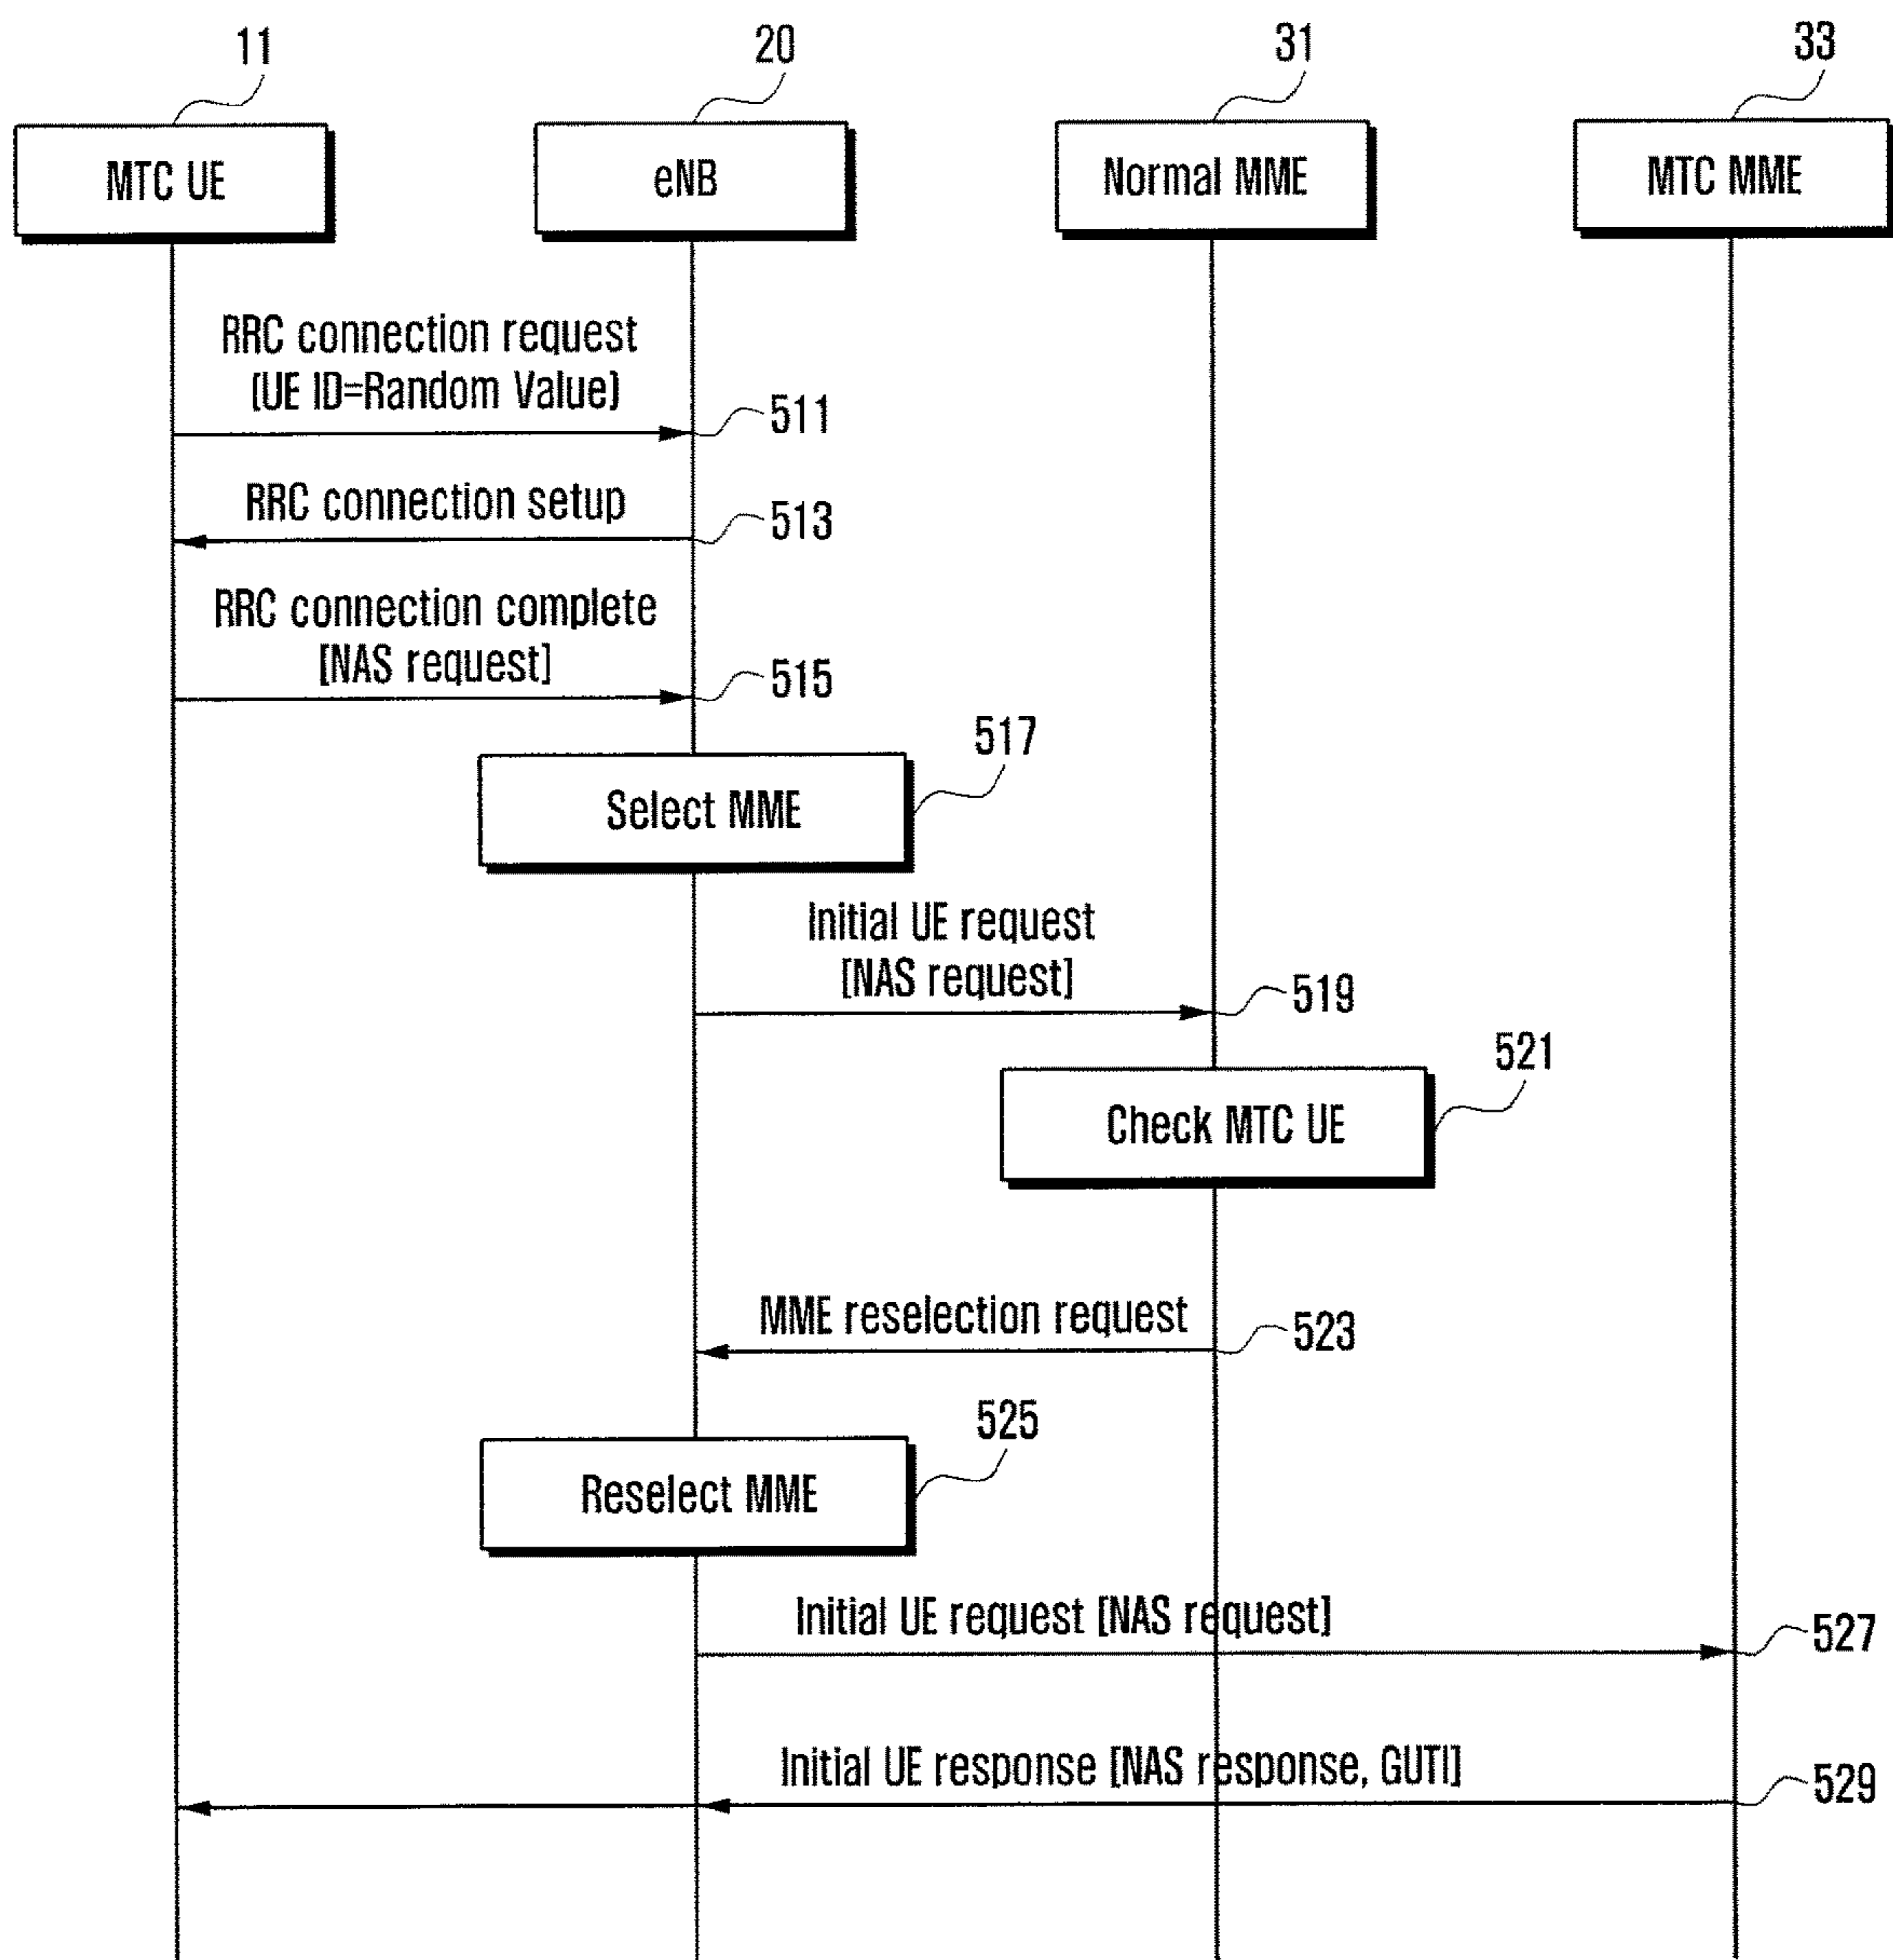 11
20
31
33
MTC UE
eNB
Normal MME
MTC MME
RRC connection request
[UE ID=Random Value]
511
RRC connection setup
513
RRC connection complete
[NAS request]
515
517
Select MME
Initial UE request
[NAS request]
519
521
Check MTC UE
MME reselection request
523
525
Reselect MME
Initial UE request [NAS request]
527
Initial UE response [NAS response, GUTI]
529